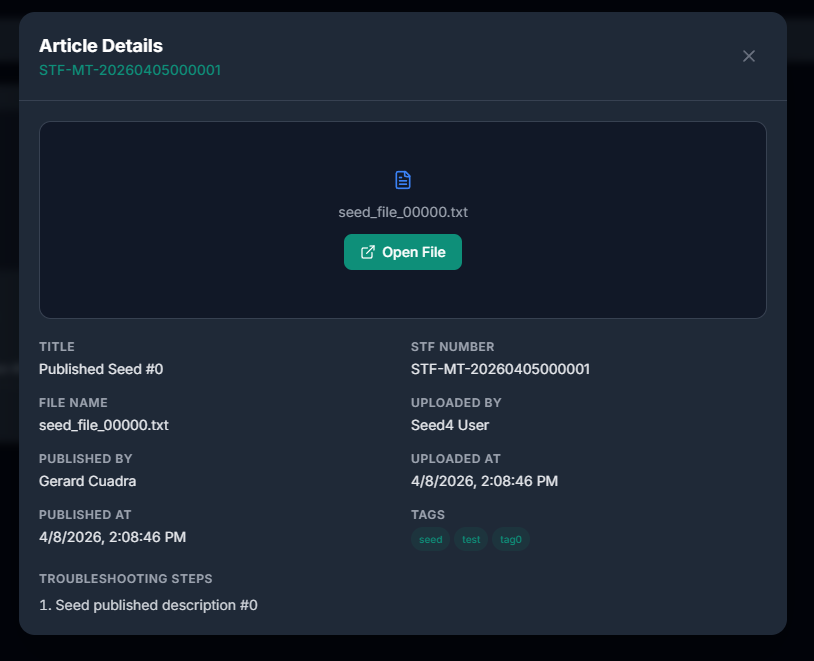 Article Details
STF-MT-20260405000001
seed_file_00000.txt
Open File
TITLE
Published Seed #0
STF NUMBER
STF-MT-20260405000001
FILE NAME
seed_file_00000.txt
UPLOADED BY
Seed4 User
PUBLISHED BY
Gerard Cuadra
UPLOADED AT
4/8/2026, 2:08:46 PM
PUBLISHED AT
4/8/2026, 2:08:46 PM
TAGS
seed test tag0
TROUBLESHOOTING STEPS
1. Seed published description #0